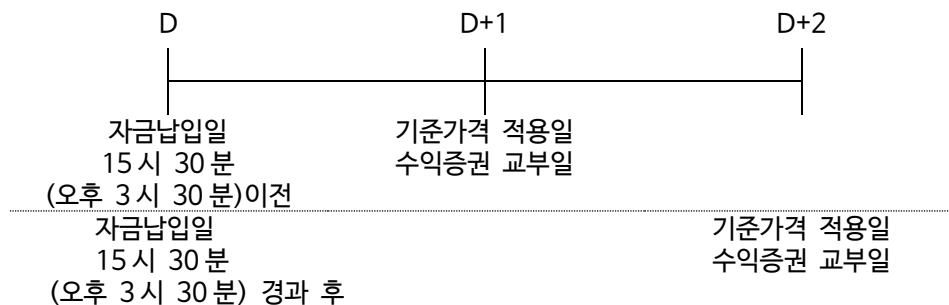 D D+1 D+2
자금납입일 기준가격 적용일
15시 30분 수익증권 교부일
(오후 3시 30분)이전
자금납입일 기준가격 적용일
15시 30분 수익증권 교부일
(오후 3시 30분) 경과 후